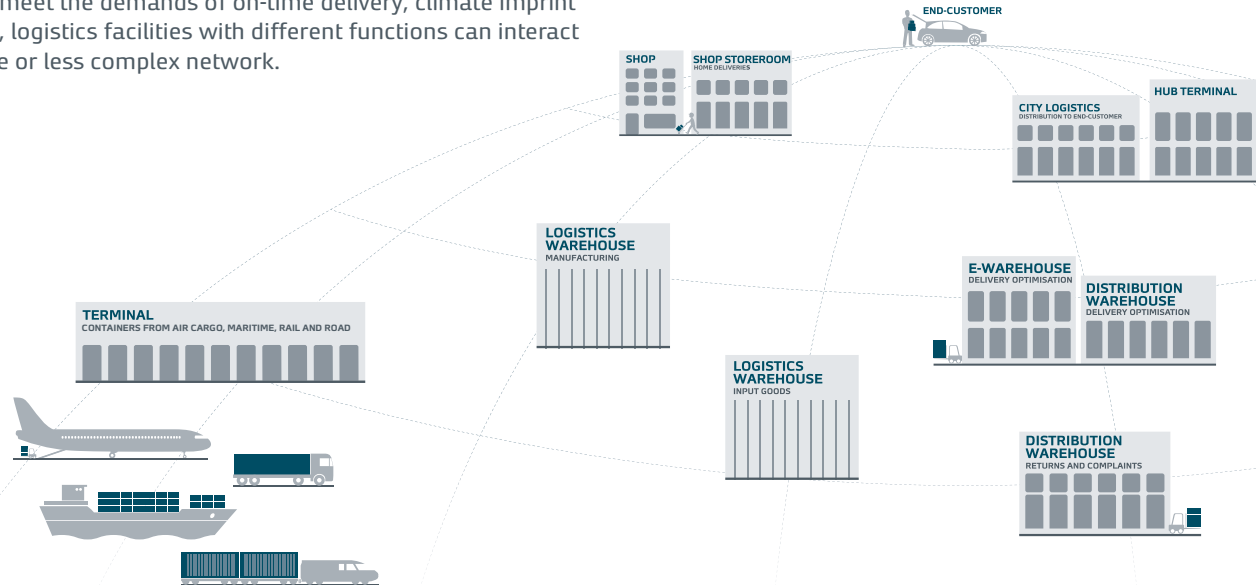 meet the demands of on-time delivery, climate imprint
, logistics facilities with different functions can interact
e or less complex network.
END-CUSTOMER
SHOP
SHOP STOREROOM
HOME DELIVERIES
CITY LOGISTICS
DISTRIBUTION TO END-CUSTOMER
HUB TERMINAL
LOGISTICS
WAREHOUSE
MANUFACTURING
E-WAREHOUSE
DELIVERY OPTIMISATION
DISTRIBUTION
WAREHOUSE
DELIVERY OPTIMISATION
TERMINAL
CONTAINERS FROM AIR CARGO, MARITIME, RAIL AND ROAD
LOGISTICS
WAREHOUSE
INPUT GOODS
DISTRIBUTION
WAREHOUSE
RETURNS AND COMPLAINTS